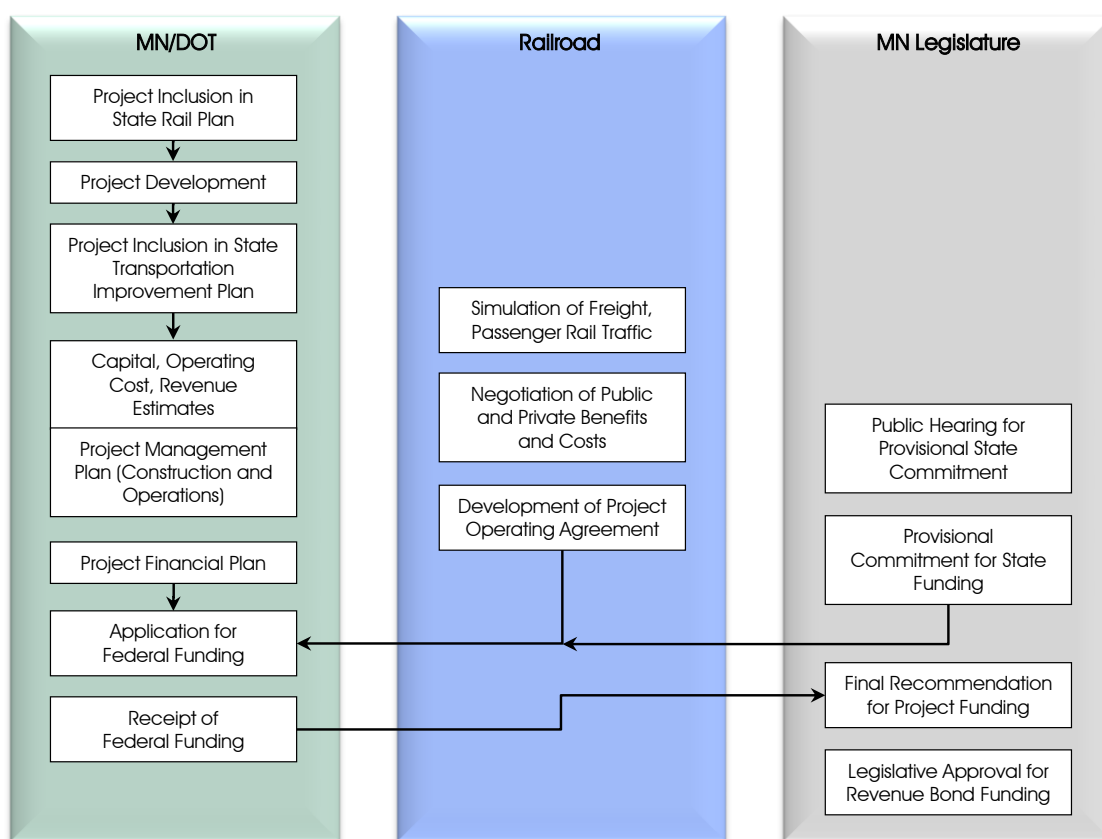 MN/DOT
Project Inclusion in
State Rail Plan
Project Development
Project Inclusion in State
Transportation
Improvement Plan
Capital, Operating
Cost, Revenue
Estimates
Project Management
Plan (Construction and
Operations)
Project Financial Plan
Application for
Federal Funding
Receipt of
Federal Funding
Railroad
Simulation of Freight,
Passenger Rail Traffic
Negotiation of Public
and Private Benefits
and Costs
Development of Project
Operating Agreement
MN Legislature
Public Hearing for
Provisional State
Commitment
Provisional
Commitment for State
Funding
Final Recommendation
for Project Funding
Legislative Approval for
Revenue Bond Funding